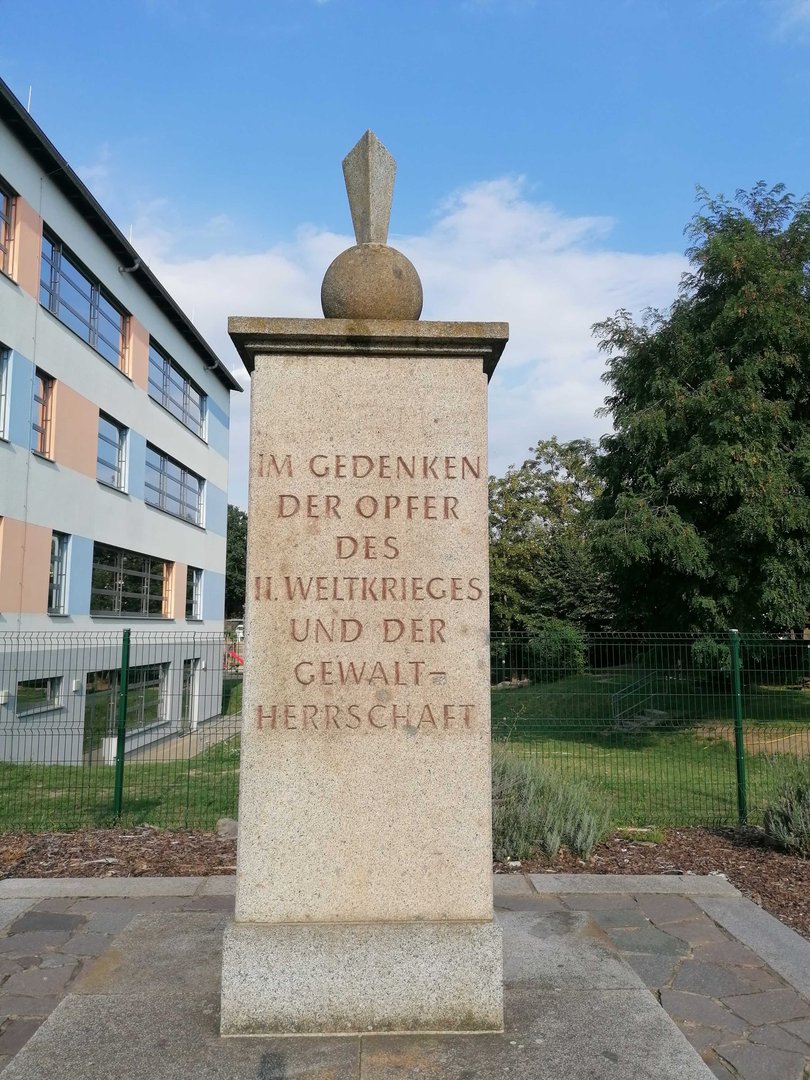 IM GEDENKEN
DER OPFER
DES
II. WELTKRIEGES
UND DER
GEWALT-
HERRSCHAFT